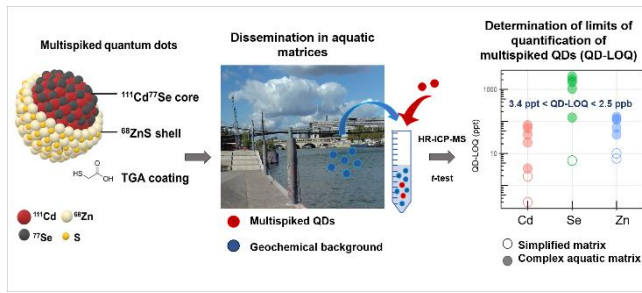 Multispiked quantum dots
¹¹¹Cd⁷⁷Se core
⁶⁸ZnS shell
HS
O
OH
TGA coating
¹¹¹Cd
⁶⁸Zn
⁷⁷Se
S
Dissemination in aquatic
matrices
Multispiked QDs
Geochemical background
HR-ICP-MS
t-test
Determination of limits of
quantification of
multispiked QDs (QD-LOQ)
3.4 ppt < QD-LOQ < 2.5 ppb
QD-LOQ (ppt)
1000
10
Cd
Se
Zn
Simplified matrix
Complex aquatic matrix